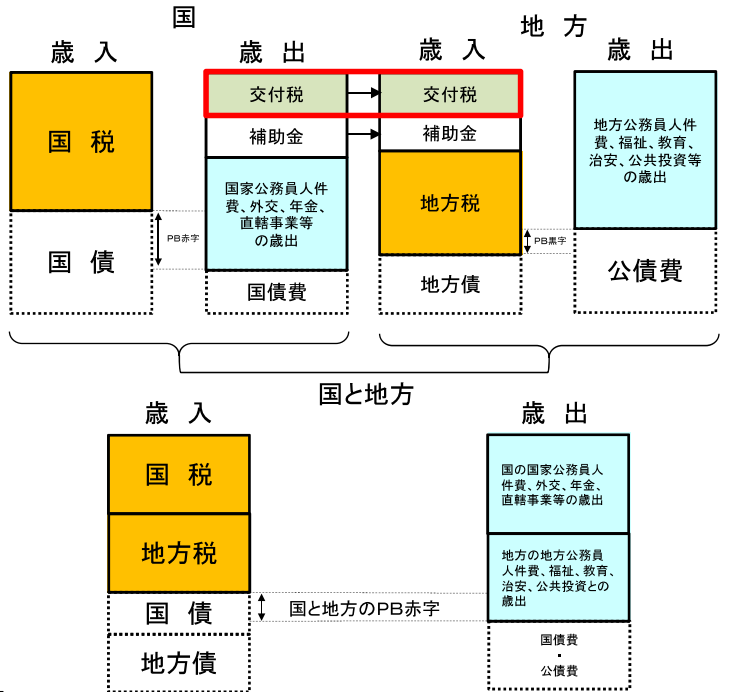 国
地 方
歳 入
歳 出
歳 入
歳 出
国 税
国 債
PB赤字
交付税
補助金
国家公務員人件
費、外交、年金、
直轄事業等
の歳出
国債費
交付税
補助金
地方税
地方債
PB黒字
地方公務員人件
費、福祉、教育、
治安、公共投資等
の歳出
公債費
国と地方
歳 入
歳 出
国 税
地方税
国 債
地方債
国と地方のPB赤字
国の国家公務員人
件費、外交、年金、
直轄事業等の歳出
地方の地方公務員
人件費、福祉、教育、
治安、公共投資との
歳出
国債費
・
公債費